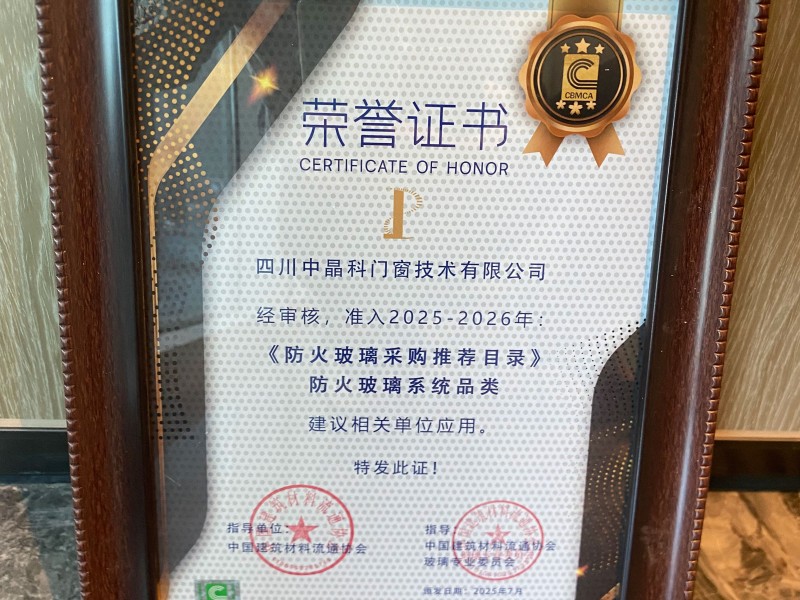 CBMCA
荣誉证书
CERTIFICATE OF HONOR
四川中晶科门窗技术有限公司
经审核，准入2025-2026年：
《防火玻璃采购推荐目录》
防火玻璃系统品类
建议相关单位应用。
特发此证！
指导单位：
中国建筑材料流通协会
指导：
中国建筑材料流通协会
玻璃专业委员会
颁发日期：2025年7月